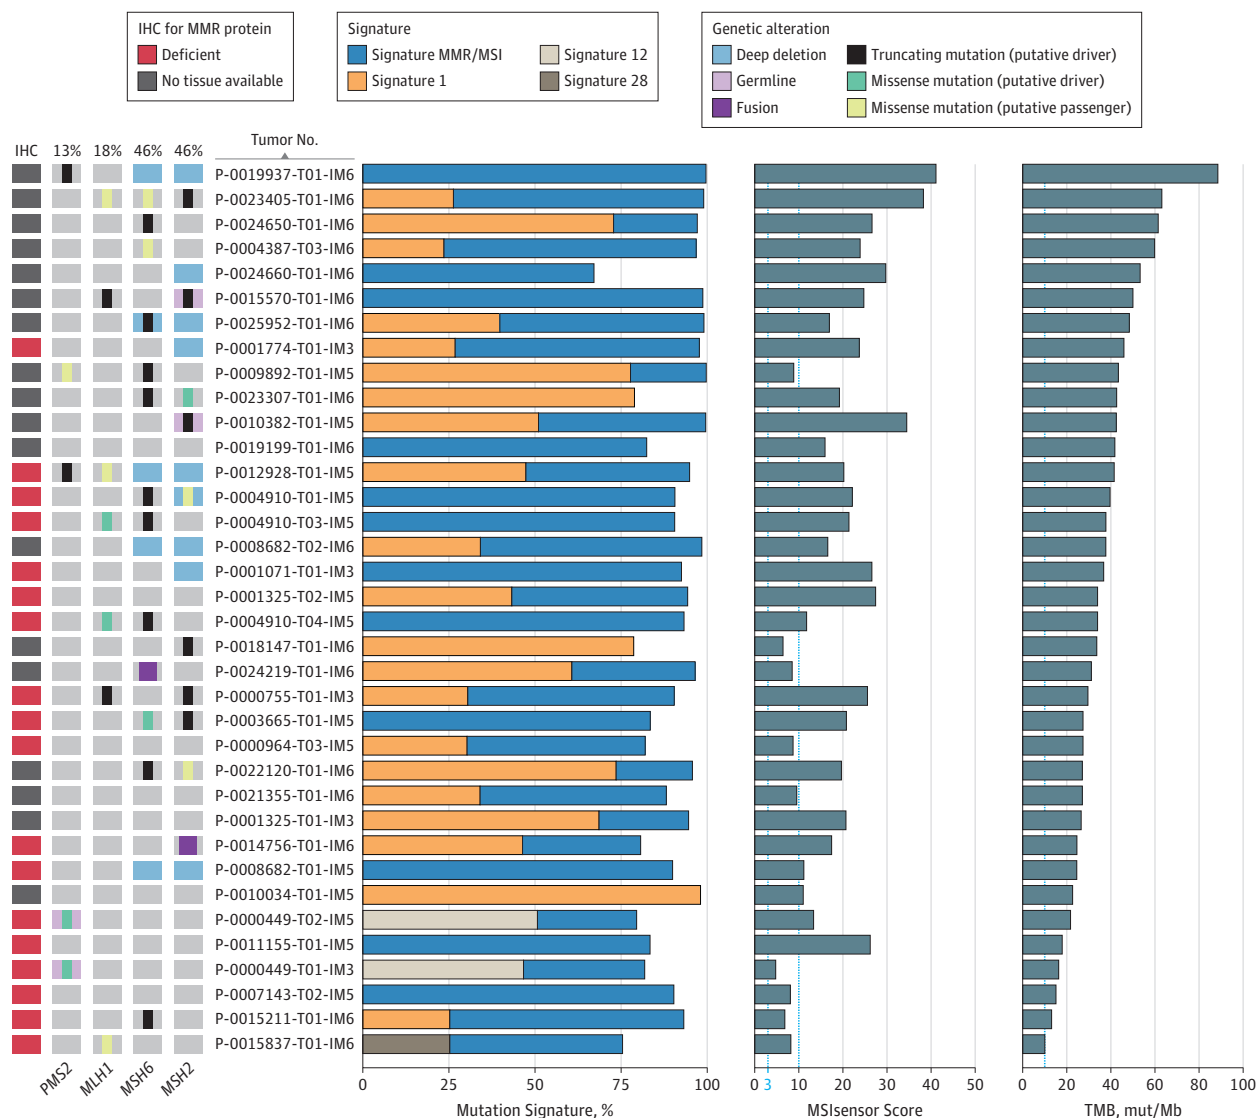 IHC for MMR protein
Deficient
No tissue available
Signature
Signature MMR/MSI
Signature 1
Signature 12
Signature 28
Genetic alteration
Deep deletion
Germline
Fusion
Truncating mutation (putative driver)
Missense mutation (putative driver)
Missense mutation (putative passenger)
IHC 13% 18% 46% 46% Tumor No.
P-0019937-T01-IM6
P-0023405-T01-IM6
P-0024650-T01-IM6
P-0004387-T03-IM6
P-0024660-T01-IM6
P-0015570-T01-IM6
P-0025952-T01-IM6
P-0001774-T01-IM3
P-0009892-T01-IM5
P-0023307-T01-IM6
P-0010382-T01-IM5
P-0019199-T01-IM6
P-0012928-T01-IM5
P-0004910-T01-IM5
P-0004910-T03-IM5
P-0008682-T02-IM6
P-0001071-T01-IM3
P-0001325-T02-IM5
P-0004910-T04-IM5
P-0018147-T01-IM6
P-0024219-T01-IM6
P-0000755-T01-IM3
P-0003665-T01-IM5
P-0000964-T03-IM5
P-0022120-T01-IM6
P-0021355-T01-IM6
P-0001325-T01-IM3
P-0014756-T01-IM6
P-0008682-T01-IM5
P-0010034-T01-IM5
P-0000449-T02-IM5
P-0011155-T01-IM5
P-0000449-T01-IM3
P-0007143-T02-IM5
P-0015211-T01-IM6
P-0015837-T01-IM6
PMS2 MLH1 MSH6 MSH2
0 25 50 75 100
Mutation Signature, %
0 3 10 20 30 40 50
MSIsensor Score
0 20 40 60 80 100
TMB, mut/Mb